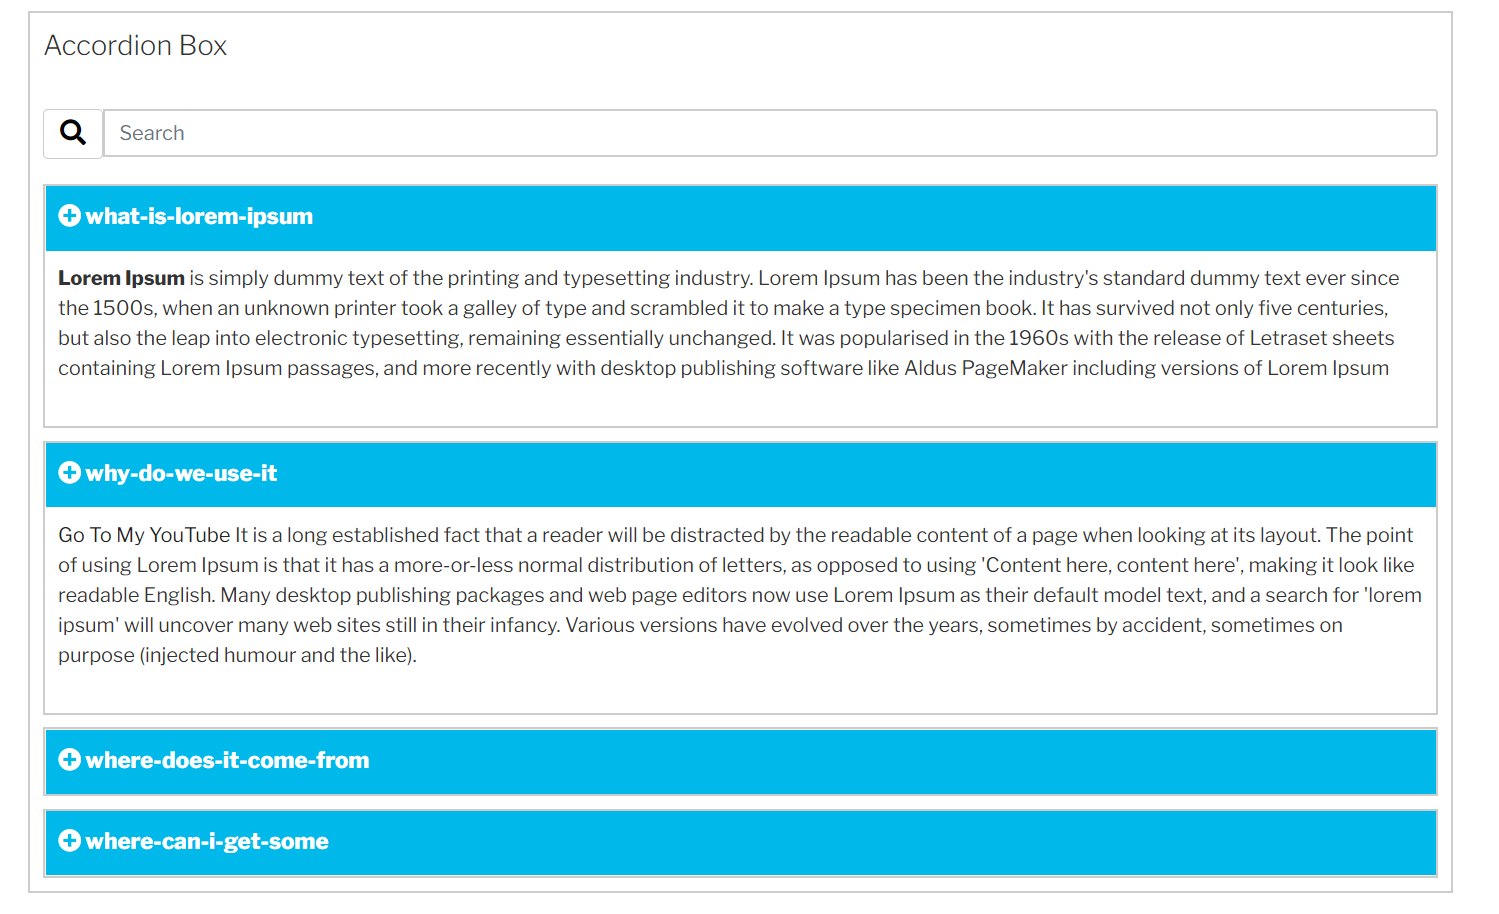 Accordion Box
Search
what-is-lorem-ipsum
Lorem Ipsum is simply dummy text of the printing and typesetting industry. Lorem Ipsum has been the industry's standard dummy text ever since
the 1500s, when an unknown printer took a galley of type and scrambled it to make a type specimen book. It has survived not only five centuries,
but also the leap into electronic typesetting, remaining essentially unchanged. It was popularised in the 1960s with the release of Letraset sheets
containing Lorem Ipsum passages, and more recently with desktop publishing software like Aldus PageMaker including versions of Lorem Ipsum
why-do-we-use-it
Go To My YouTube It is a long established fact that a reader will be distracted by the readable content of a page when looking at its layout. The point
of using Lorem Ipsum is that it has a more-or-less normal distribution of letters, as opposed to using 'Content here, content here', making it look like
readable English. Many desktop publishing packages and web page editors now use Lorem Ipsum as their default model text, and a search for 'lorem
ipsum' will uncover many web sites still in their infancy. Various versions have evolved over the years, sometimes by accident, sometimes on
purpose (injected humour and the like).
where-does-it-come-from
where-can-i-get-some